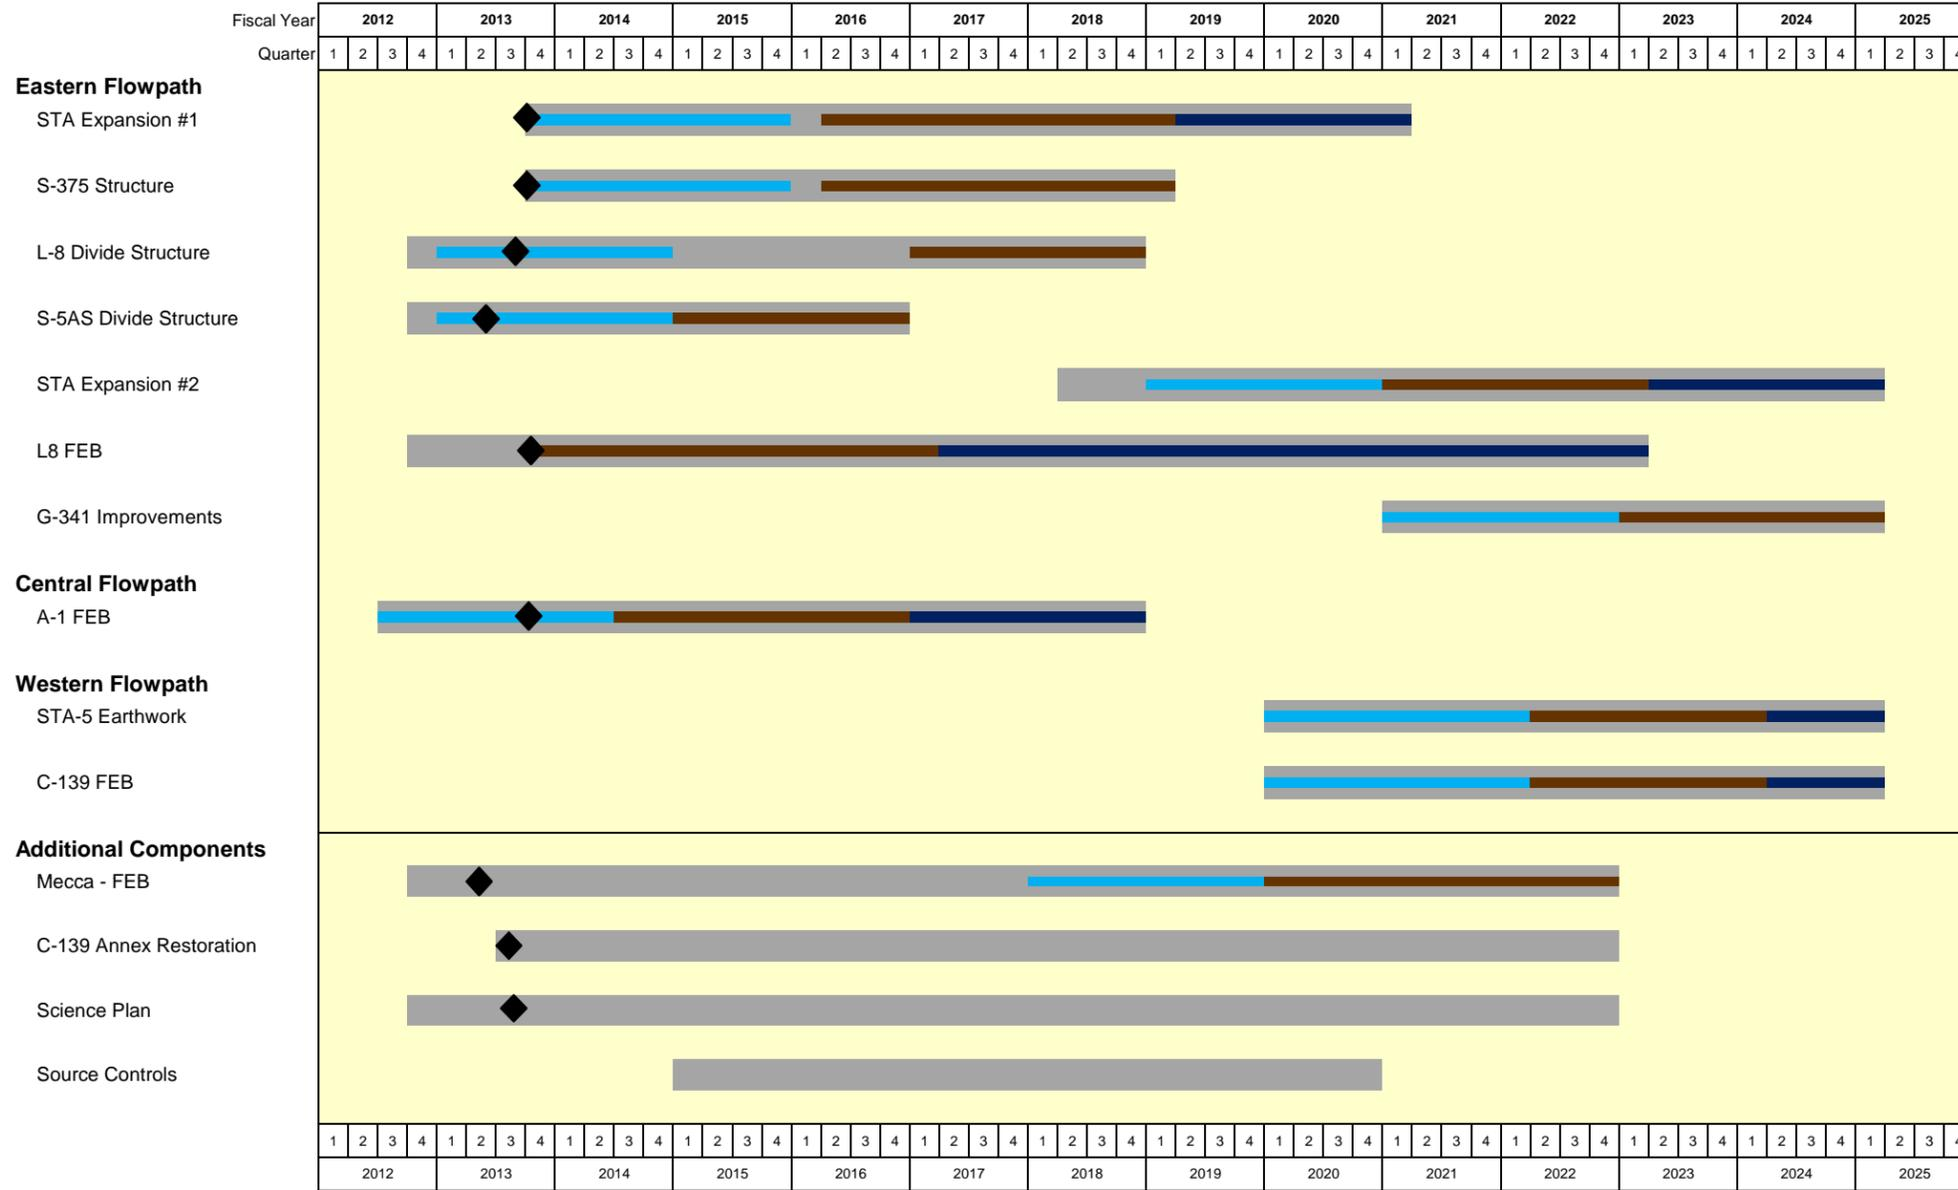 Fiscal Year 2012 2013 2014 2015 2016 2017 2018 2019 2020 2021 2022 2023 2024 2025
Quarter 1 2 3 4 1 2 3 4 1 2 3 4 1 2 3 4 1 2 3 4 1 2 3 4 1 2 3 4 1 2 3 4 1 2 3 4 1 2 3 4 1 2 3 4 1 2 3 4 1 2 3 4 1 2 3 4
Eastern Flowpath
STA Expansion #1
S-375 Structure
L-8 Divide Structure
S-5AS Divide Structure
STA Expansion #2
L8 FEB
G-341 Improvements
Central Flowpath
A-1 FEB
Western Flowpath
STA-5 Earthwork
C-139 FEB
Additional Components
Mecca - FEB
C-139 Annex Restoration
Science Plan
Source Controls
1 2 3 4 1 2 3 4 1 2 3 4 1 2 3 4 1 2 3 4 1 2 3 4 1 2 3 4 1 2 3 4 1 2 3 4 1 2 3 4 1 2 3 4 1 2 3 4 1 2 3 4 1 2 3 4
2012 2013 2014 2015 2016 2017 2018 2019 2020 2021 2022 2023 2024 2025